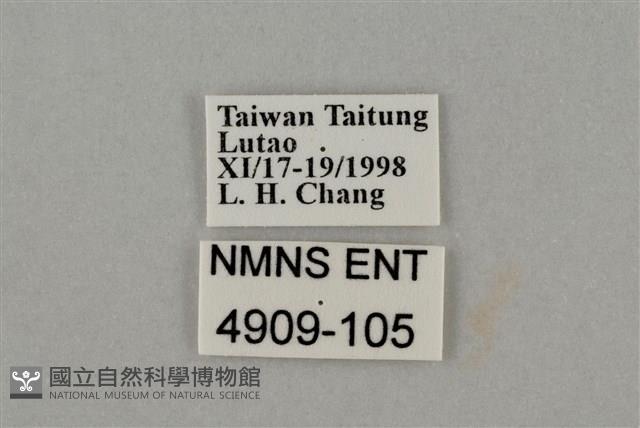 Taiwan Taitung
Lutao
XI/17-19/1998
L. H. Chang
NMNS ENT
4909-105
國立自然科學博物館
NATIONAL MUSEUM OF NATURAL SCIENCE